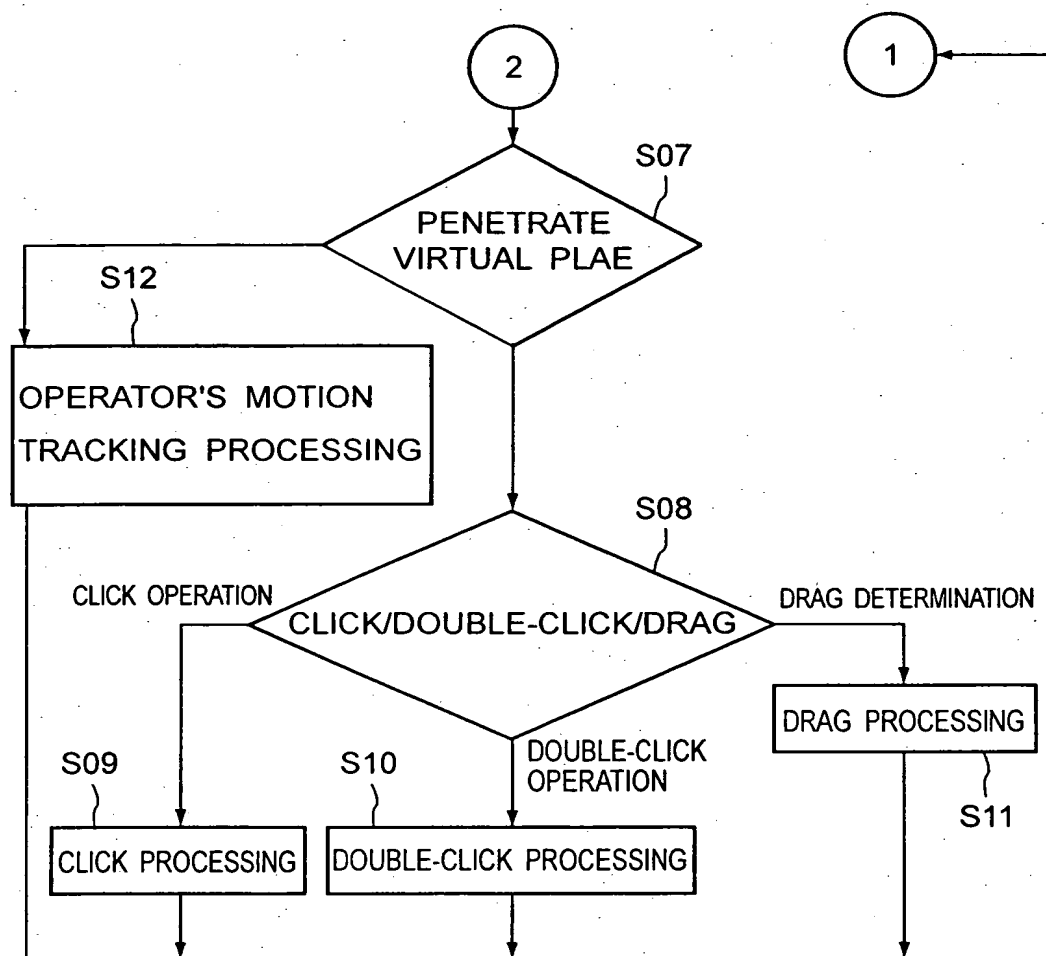 2
1
S07
PENETRATE
VIRTUAL PLAE
S12
OPERATOR'S MOTION
TRACKING PROCESSING
S08
CLICK OPERATION
CLICK/DOUBLE-CLICK/DRAG
DRAG DETERMINATION
DRAG PROCESSING
S11
DOUBLE-CLICK
OPERATION
S09
S10
CLICK PROCESSING
DOUBLE-CLICK PROCESSING